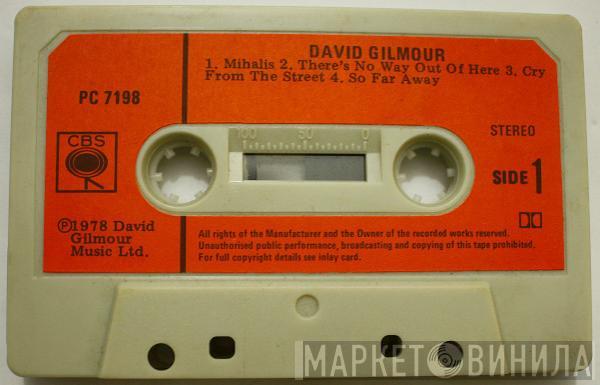 DAVID GILMOUR
1. Mihalis 2. There's No Way Out Of Here 3. Cry
From The Street 4. So Far Away
PC 7198
100 50 0
STEREO
CBS
SIDE 1
℗1978 David
Gilmour
Music Ltd.
All rights of the Manufacturer and the Owner of the recorded works reserved.
Unauthorised public performance, broadcasting and copying of this tape prohibited.
For full copyright details see inlay card.
МАРКЕТ ВИНИЛА